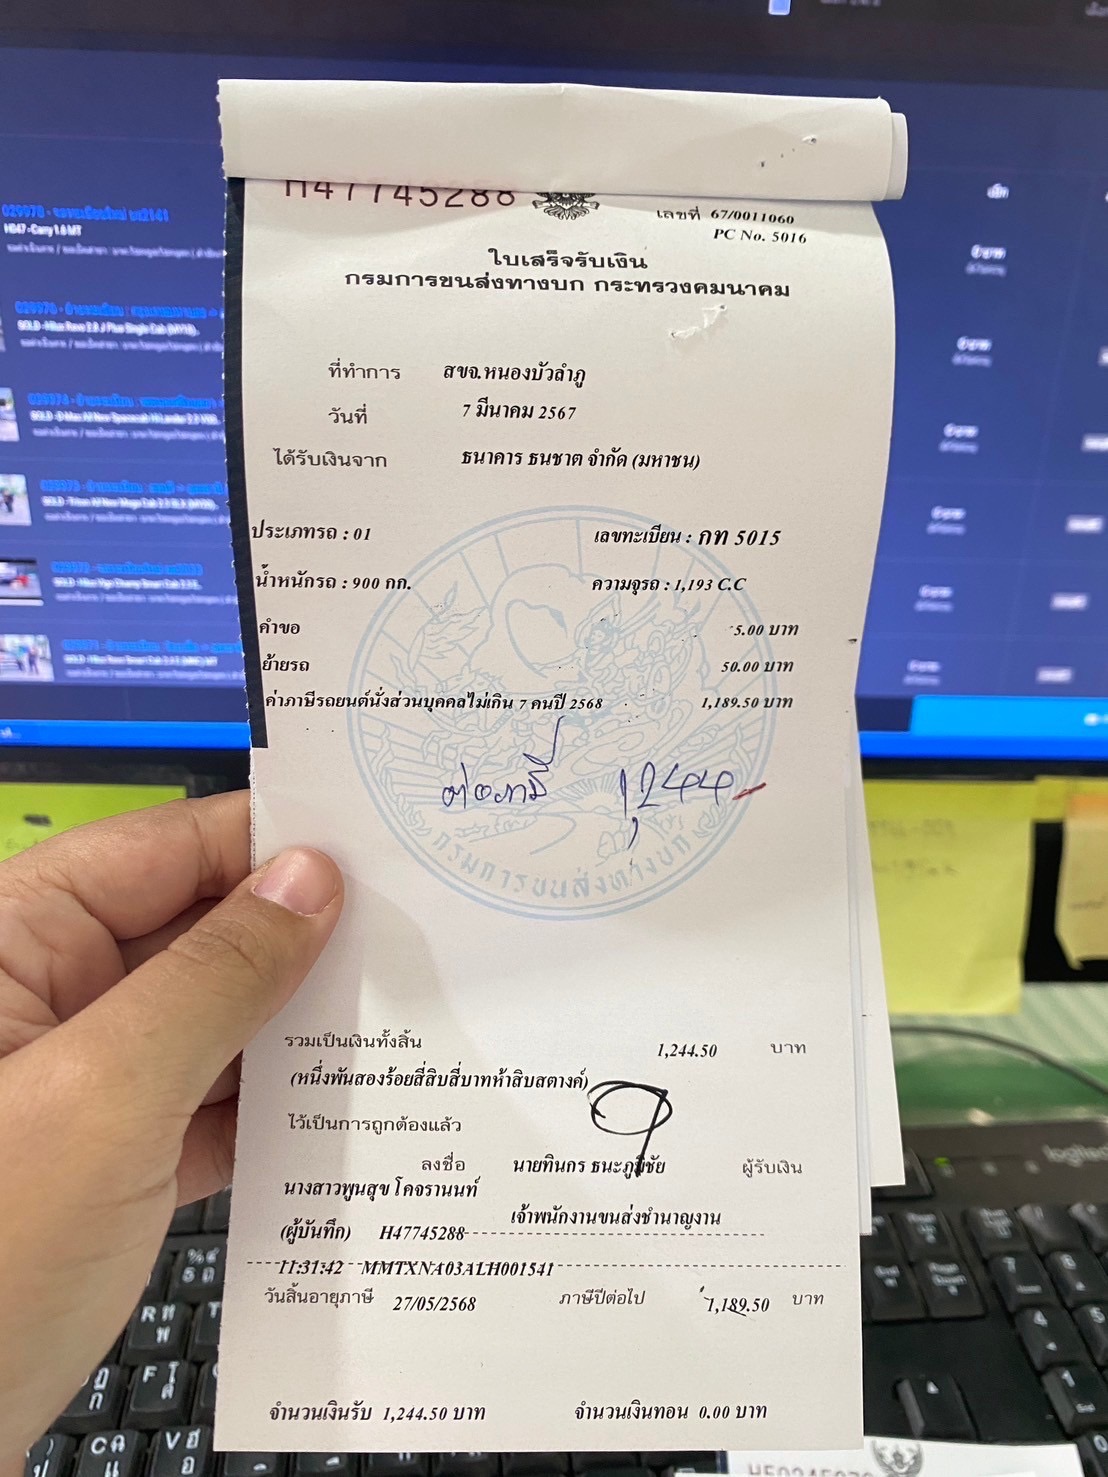 H47745288
เลขที่ 67/0011060
PC No. 5016
ใบเสร็จรับเงิน
กรมการขนส่งทางบก กระทรวงคมนาคม
ที่ทำการ สขจ.หนองบัวลำภู
วันที่ 7 มีนาคม 2567
ได้รับเงินจาก ธนาคาร ธนชาต จำกัด (มหาชน)
ประเภทรถ : 01 เลขทะเบียน : กท 5015
น้ำหนักรถ : 900 กก. ความจุรถ : 1,193 C.C
คำขอ 5.00 บาท
ย้ายรถ 50.00 บาท
ค่าภาษีรถยนต์นั่งส่วนบุคคลไม่เกิน 7 คนปี 2568 1,189.50 บาท
ต่อภาษี 1,244-
กรมการขนส่งทางบก
รวมเป็นเงินทั้งสิ้น 1,244.50 บาท
(หนึ่งพันสองร้อยสี่สิบสี่บาทห้าสิบสตางค์)
ไว้เป็นการถูกต้องแล้ว
ลงชื่อ นายทินกร ธนะภูมิชัย ผู้รับเงิน
นางสาวพูนสุข โคจรานนท์
เจ้าพนักงานขนส่งชำนาญงาน
(ผู้บันทึก) H47745288
11:31:42 MMTXNA03ALH001541
วันสิ้นอายุภาษี 27/05/2568 ภาษีปีต่อไป 1,189.50 บาท
จำนวนเงินรับ 1,244.50 บาท จำนวนเงินทอน 0.00 บาท